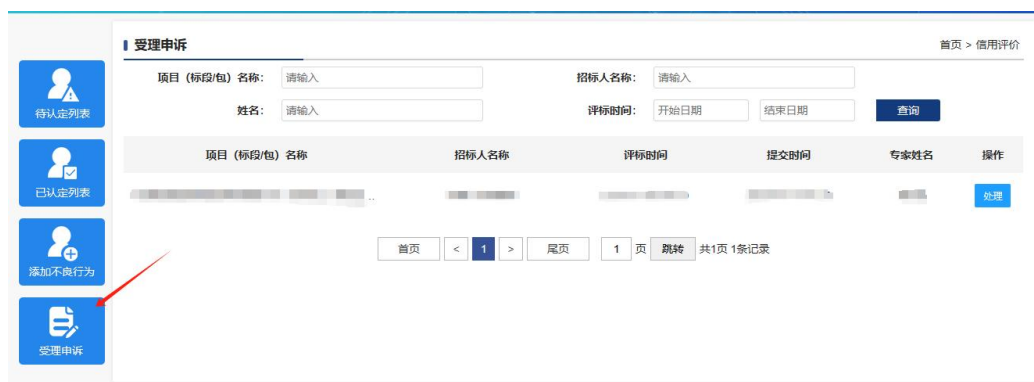 受理申诉
首页 > 信用评价
项目（标段/包）名称： 请输入 招标人名称： 请输入
姓名： 请输入 评标时间： 开始日期 结束日期 查询
项目（标段/包）名称 招标人名称 评标时间 提交时间 专家姓名 操作
处理
首页 < 1 > 尾页 1 页 跳转 共1页 1条记录
待认定列表
已认定列表
添加不良行为
受理申诉